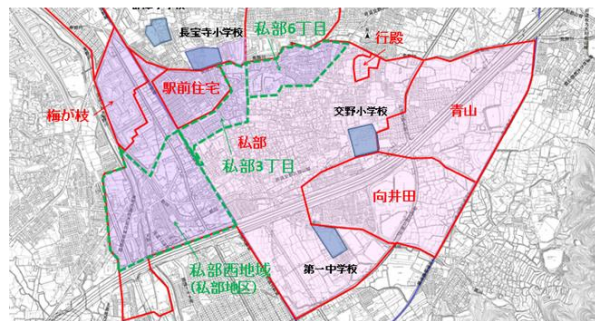 長宝寺小学校
私部6丁目
行殿
駅前住宅
梅が枝
交野小学校
青山
私部
私部3丁目
向井田
私部西地域
(私部地区)
第一中学校